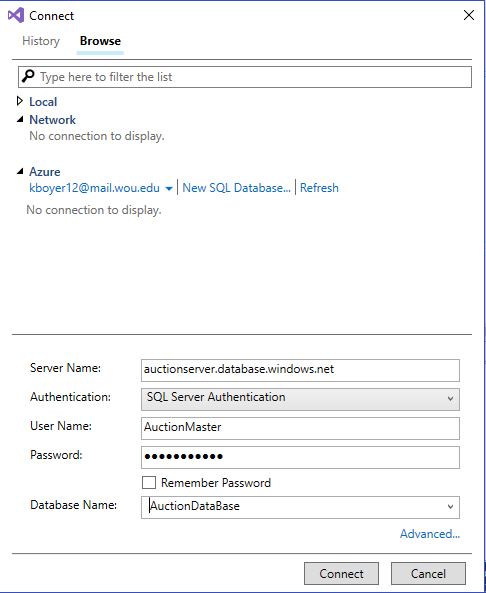 Connect
History Browse
Type here to filter the list
Local
Network
No connection to display.
Azure
kboyer12@mail.wou.edu | New SQL Database... | Refresh
No connection to display.
Server Name: auctionserver.database.windows.net
Authentication: SQL Server Authentication
User Name: AuctionMaster
Password: ●●●●●●●●●●●
Remember Password
Database Name: AuctionDataBase
Advanced...
Connect Cancel